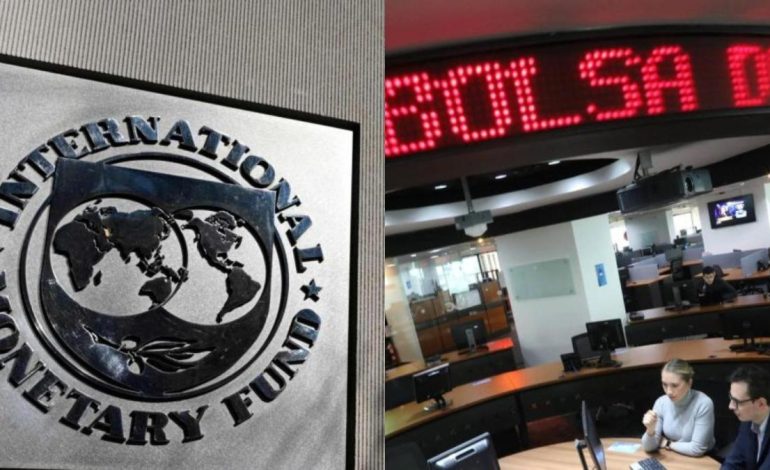 INTERNATIONAL
MONETARY FUND
BOLSA D